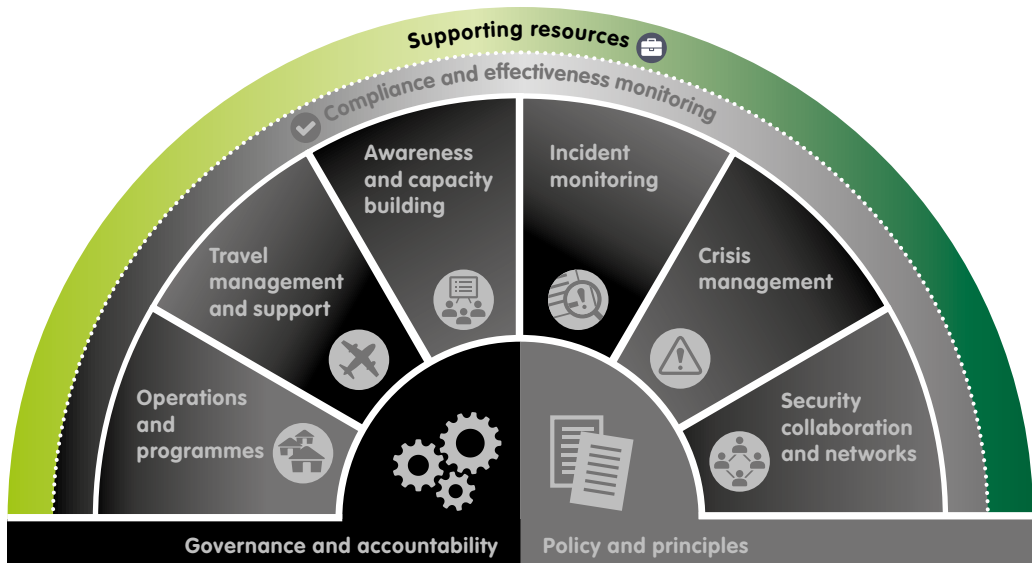 Supporting resources
Compliance and effectiveness monitoring
Awareness
and capacity
building
Incident
monitoring
Travel
management
and support
Crisis
management
Operations
and
programmes
Security
collaboration
and networks
Governance and accountability
Policy and principles